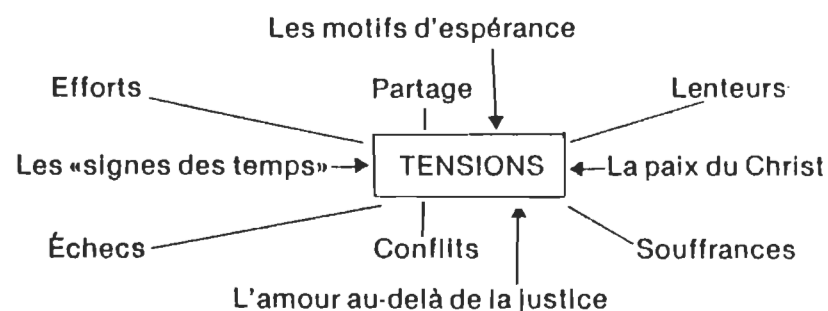 Les motifs d'espérance
Efforts Partage Lenteurs
Les «signes des temps» TENSIONS La paix du Christ
Échecs Conflits Souffrances
L'amour au-delà de la justice